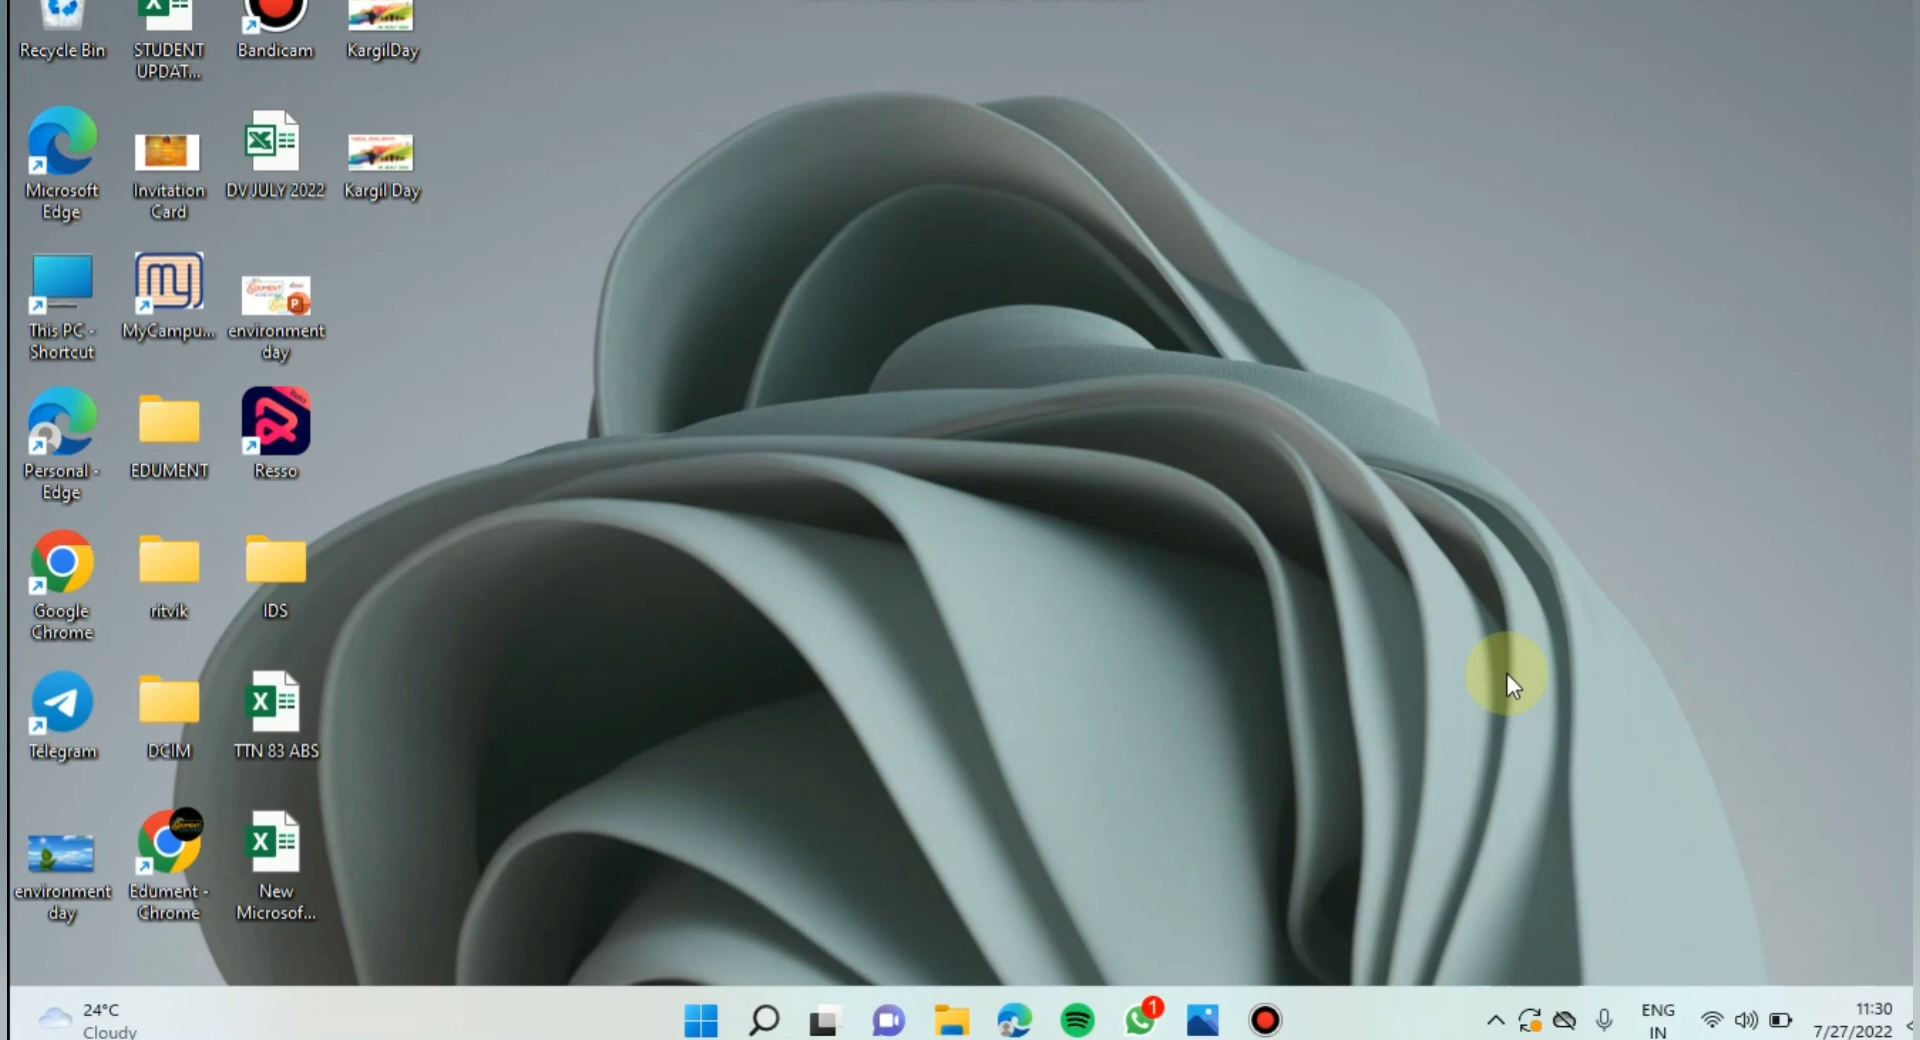 Recycle Bin
STUDENT
UPDAT...
Bandicam
KargilDay
Microsoft
Edge
Invitation
Card
DV JULY 2022
Kargil Day
This PC -
Shortcut
MyCampu...
environment
day
Personal -
Edge
EDUMENT
Resso
Google
Chrome
ritvik
IDS
Telegram
DCIM
TTN 83 ABS
environment
day
Edument -
Chrome
New
Microsof...
24°C
Cloudy
1
ENG
IN
11:30
7/27/2022